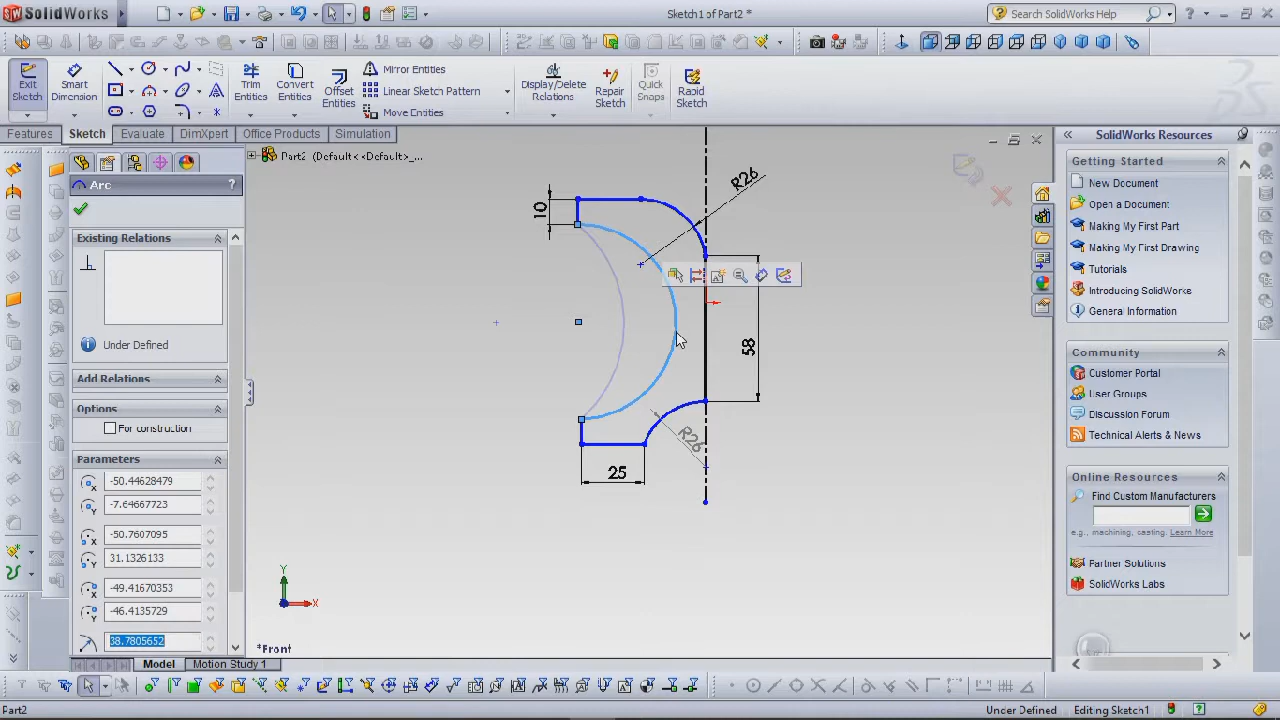 SolidWorks
Sketch1 of Part2 *
Search SolidWorks Help
Exit Sketch
Smart Dimension
Trim Entities
Convert Entities
Offset Entities
Mirror Entities
Linear Sketch Pattern
Move Entities
Display/Delete Relations
Repair Sketch
Quick Snaps
Rapid Sketch
Features
Sketch
Evaluate
DimXpert
Office Products
Simulation
Part2 (Default<<Default>_...
Arc
?
Existing Relations
Under Defined
Add Relations
Options
For construction
Parameters
-50.44628479
-7.64667723
-50.7607095
31.1326133
-49.41670353
-46.4135729
38.7805652
10
R26
58
R26
25
Y
X
*Front
SolidWorks Resources
Getting Started
New Document
Open a Document
Making My First Part
Making My First Drawing
Tutorials
Introducing SolidWorks
General Information
Community
Customer Portal
User Groups
Discussion Forum
Technical Alerts & News
Online Resources
Find Custom Manufacturers
e.g., machining, casting. Learn More
Partner Solutions
SolidWorks Labs
Model
Motion Study 1
Part2
Under Defined
Editing Sketch1